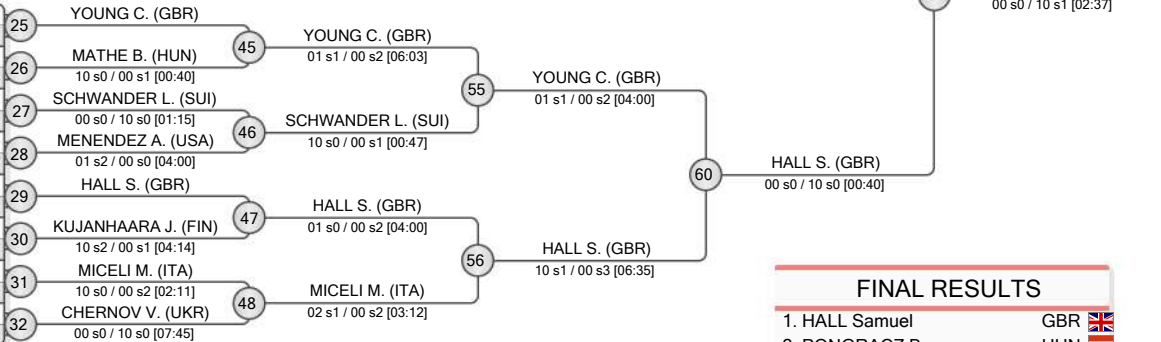 00 s0 / 10 s1 [02:37]
25
YOUNG C. (GBR)
26
MATHE B. (HUN)
10 s0 / 00 s1 [00:40]
27
SCHWANDER L. (SUI)
00 s0 / 10 s0 [01:15]
28
MENENDEZ A. (USA)
01 s2 / 00 s0 [04:00]
29
HALL S. (GBR)
30
KUJANHAARA J. (FIN)
10 s2 / 00 s1 [04:14]
31
MICELI M. (ITA)
10 s0 / 00 s2 [02:11]
32
CHERNOV V. (UKR)
00 s0 / 10 s0 [07:45]
45
YOUNG C. (GBR)
01 s1 / 00 s2 [06:03]
46
SCHWANDER L. (SUI)
10 s0 / 00 s1 [00:47]
47
HALL S. (GBR)
01 s0 / 00 s2 [04:00]
48
MICELI M. (ITA)
02 s1 / 00 s2 [03:12]
55
YOUNG C. (GBR)
01 s1 / 00 s2 [04:00]
56
HALL S. (GBR)
10 s1 / 00 s3 [06:35]
60
HALL S. (GBR)
00 s0 / 10 s0 [00:40]
FINAL RESULTS
1. HALL Samuel GBR